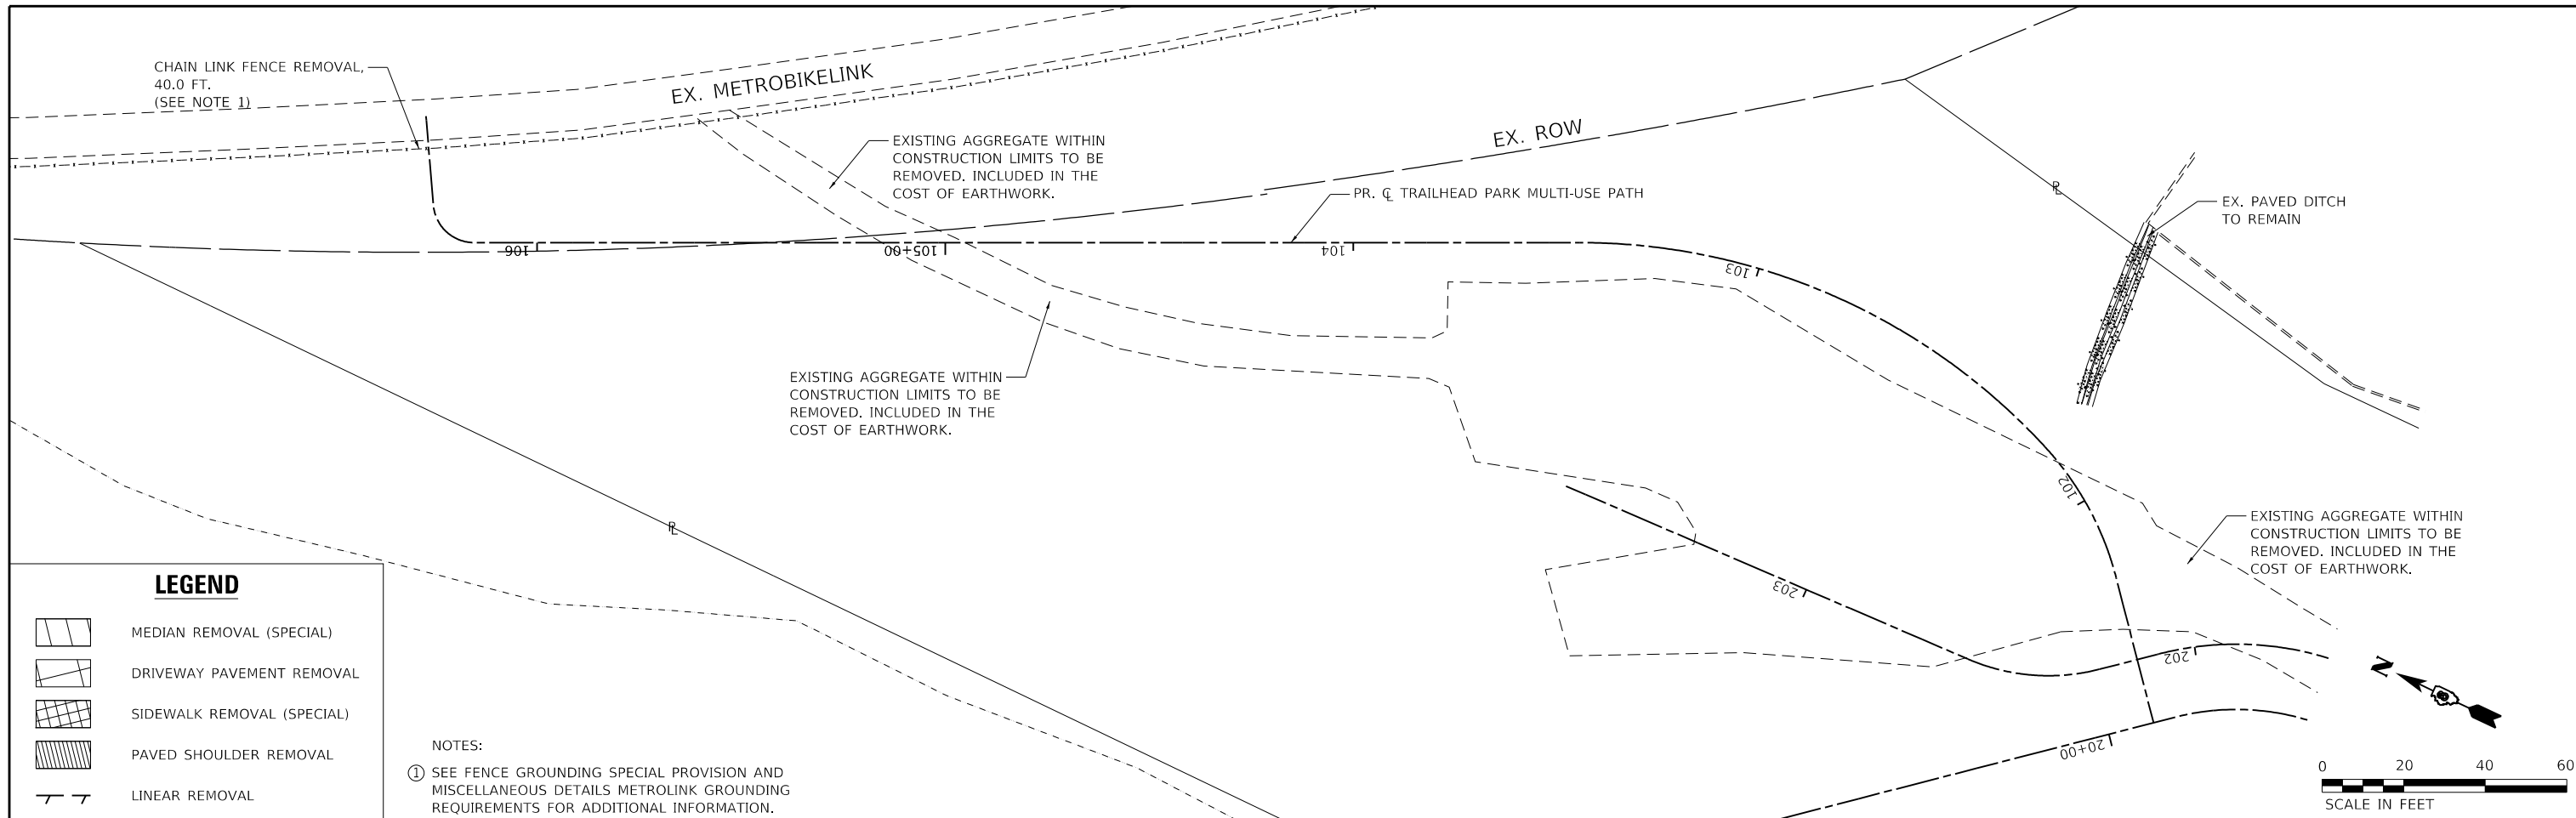 CHAIN LINK FENCE REMOVAL,
40.0 FT.
(SEE NOTE 1)
EX. METROBIKELINK
EXISTING AGGREGATE WITHIN
CONSTRUCTION LIMITS TO BE
REMOVED. INCLUDED IN THE
COST OF EARTHWORK.
EX. ROW
PR. ℄ TRAILHEAD PARK MULTI-USE PATH
PL
EX. PAVED DITCH
TO REMAIN
106
105+00
104
103
EXISTING AGGREGATE WITHIN
CONSTRUCTION LIMITS TO BE
REMOVED. INCLUDED IN THE
COST OF EARTHWORK.
102
PL
EXISTING AGGREGATE WITHIN
CONSTRUCTION LIMITS TO BE
REMOVED. INCLUDED IN THE
COST OF EARTHWORK.
203
202
20+00
LEGEND
MEDIAN REMOVAL (SPECIAL)
DRIVEWAY PAVEMENT REMOVAL
SIDEWALK REMOVAL (SPECIAL)
PAVED SHOULDER REMOVAL
LINEAR REMOVAL
NOTES:
① SEE FENCE GROUNDING SPECIAL PROVISION AND
MISCELLANEOUS DETAILS METROLINK GROUNDING
REQUIREMENTS FOR ADDITIONAL INFORMATION.
N
0 20 40 60
SCALE IN FEET